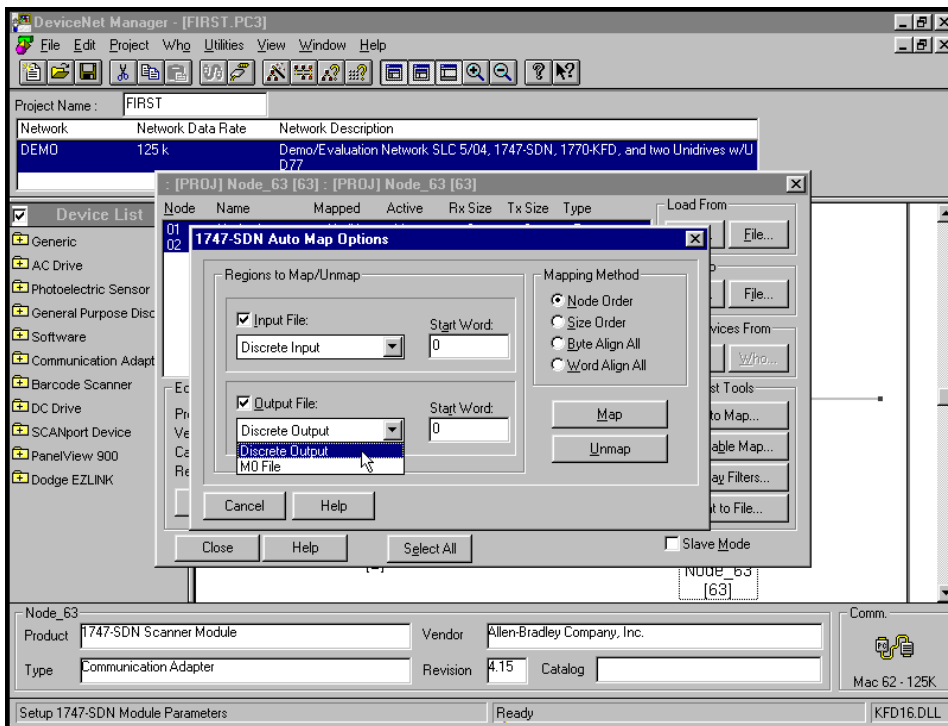 DeviceNet Manager - [FIRST.PC3]
File Edit Project Who Utilities View Window Help
Project Name : FIRST
Network Network Data Rate Network Description
DEMO 125 k Demo/Evaluation Network SLC 5/04, 1747-SDN, 1770-KFD, and two Unidrives w/U
D77
: [PROJ] Node_63 [63] : [PROJ] Node_63 [63]
Device List
Generic
AC Drive
Photoelectric Sensor
General Purpose Disc
Software
Communication Adapt
Barcode Scanner
DC Drive
SCANport Device
PanelView 900
Dodge EZLINK
Node Name Mapped Active Rx Size Tx Size Type
01
02
Load From
File...
File...
vices From
Who...
st Tools
to Map...
able Map...
ay Filters...
t to File...
1747-SDN Auto Map Options
Regions to Map/Unmap
Input File:
Discrete Input
Start Word:
0
Output File:
Discrete Output
Start Word:
0
Discrete Output
M0 File
Mapping Method
Node Order
Size Order
Byte Align All
Word Align All
Map
Unmap
Cancel Help
Ec
Pr
Ve
Ca
Re
Close Help Select All
Slave Mode
Node_63
[63]
Node_63
Product 1747-SDN Scanner Module Vendor Allen-Bradley Company, Inc.
Type Communication Adapter Revision 4.15 Catalog
Comm.
Mac 62 - 125K
Setup 1747-SDN Module Parameters Ready KFD16.DLL